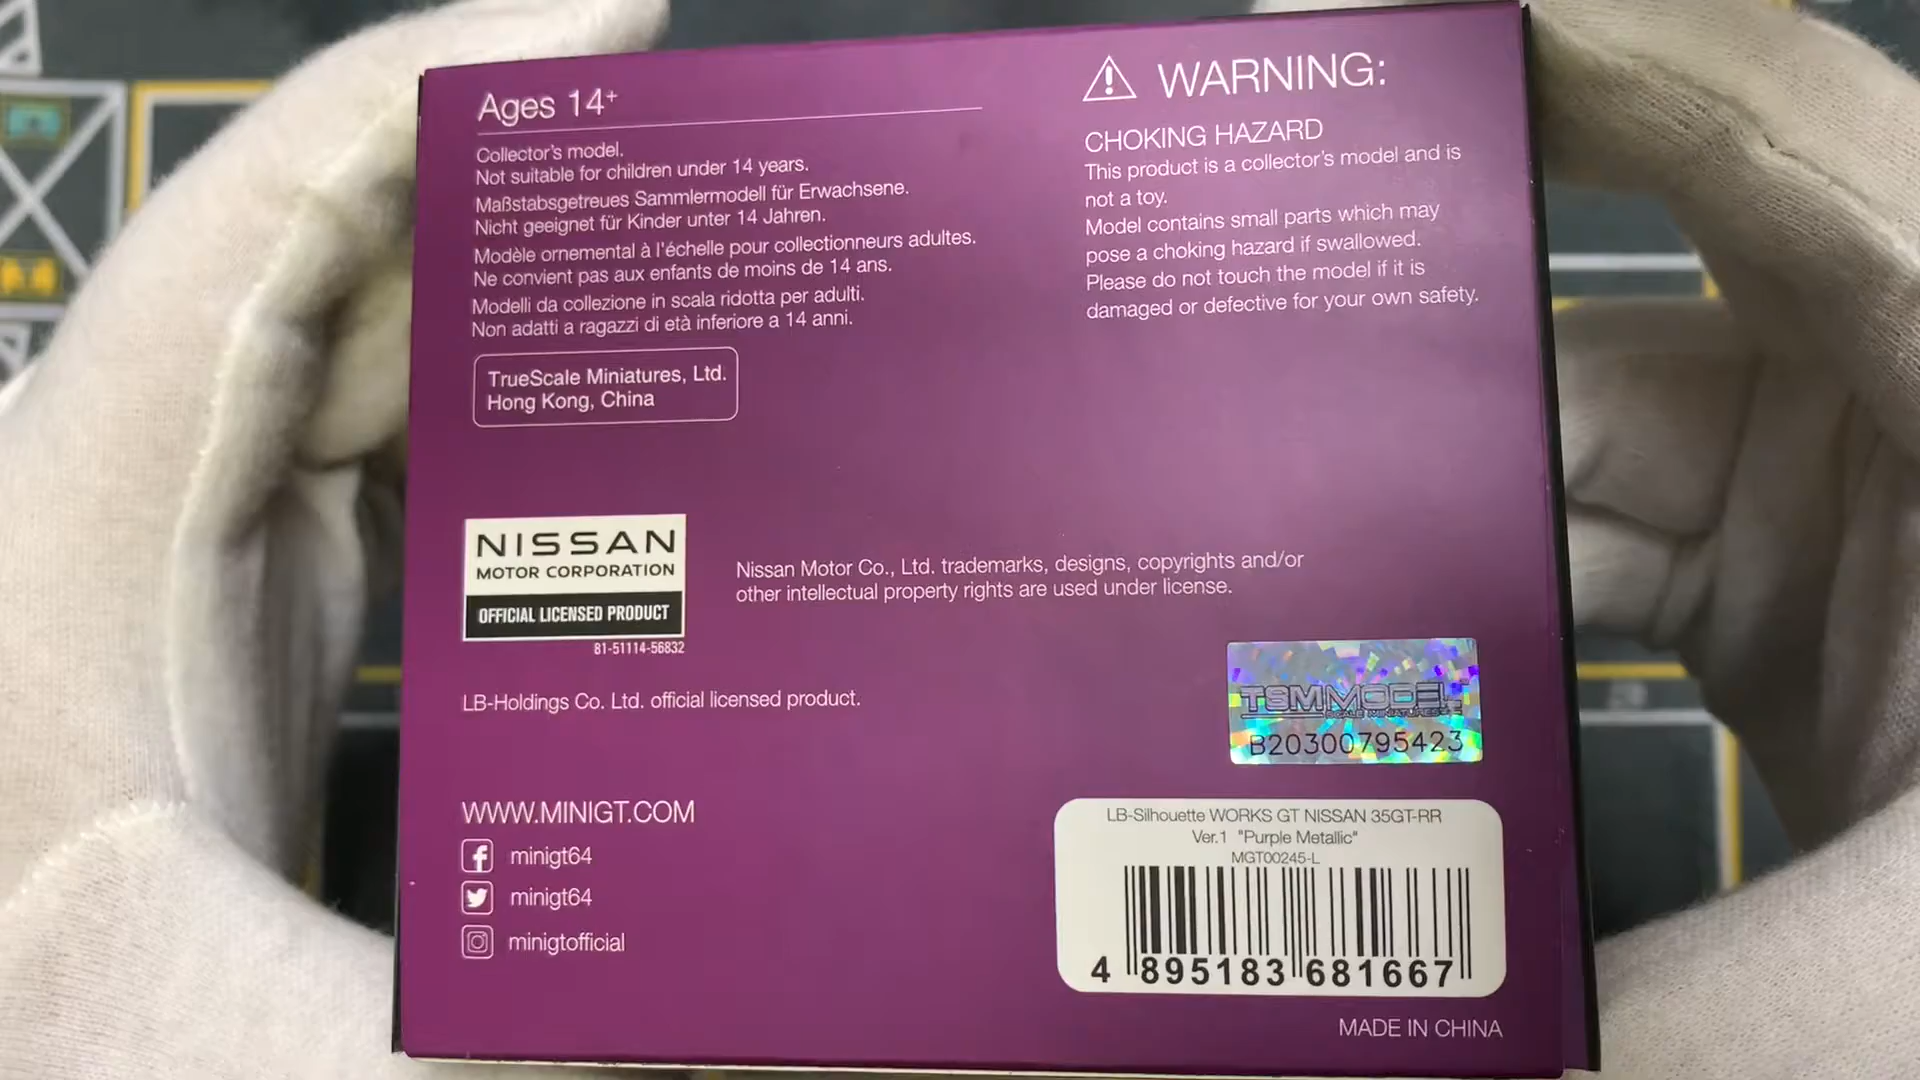 Ages 14+
Collector's model.
Not suitable for children under 14 years.
Maßstabsgetreues Sammlermodell für Erwachsene.
Nicht geeignet für Kinder unter 14 Jahren.
Modèle ornemental à l'échelle pour collectionneurs adultes.
Ne convient pas aux enfants de moins de 14 ans.
Modelli da collezione in scala ridotta per adulti.
Non adatti a ragazzi di età inferiore a 14 anni.
TrueScale Miniatures, Ltd.
Hong Kong, China
WARNING:
CHOKING HAZARD
This product is a collector's model and is
not a toy.
Model contains small parts which may
pose a choking hazard if swallowed.
Please do not touch the model if it is
damaged or defective for your own safety.
NISSAN
MOTOR CORPORATION
OFFICIAL LICENSED PRODUCT
81-51114-56832
Nissan Motor Co., Ltd. trademarks, designs, copyrights and/or
other intellectual property rights are used under license.
LB-Holdings Co. Ltd. official licensed product.
TSM MODEL
SCALE MINIATURES
B20300795423
WWW.MINIGT.COM
minigt64
minigt64
minigtofficial
LB-Silhouette WORKS GT NISSAN 35GT-RR
Ver.1 "Purple Metallic"
MGT00245-L
4 895183 681667
MADE IN CHINA